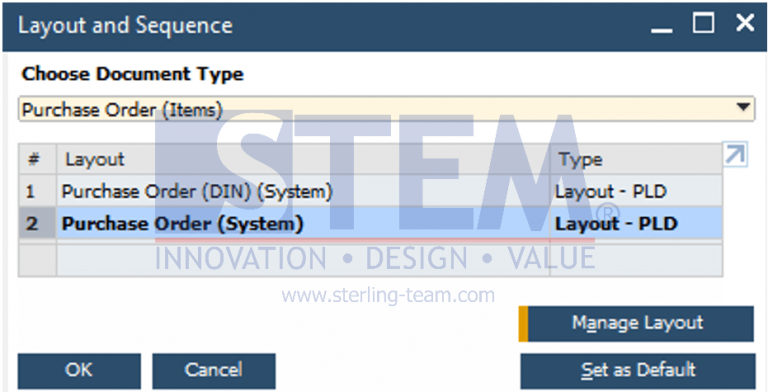 Layout and Sequence
Choose Document Type
Purchase Order (Items)
# Layout Type
1 Purchase Order (DIN) (System) Layout - PLD
2 Purchase Order (System) Layout - PLD
STEM®
INNOVATION • DESIGN • VALUE
www.sterling-team.com
Manage Layout
OK Cancel Set as Default